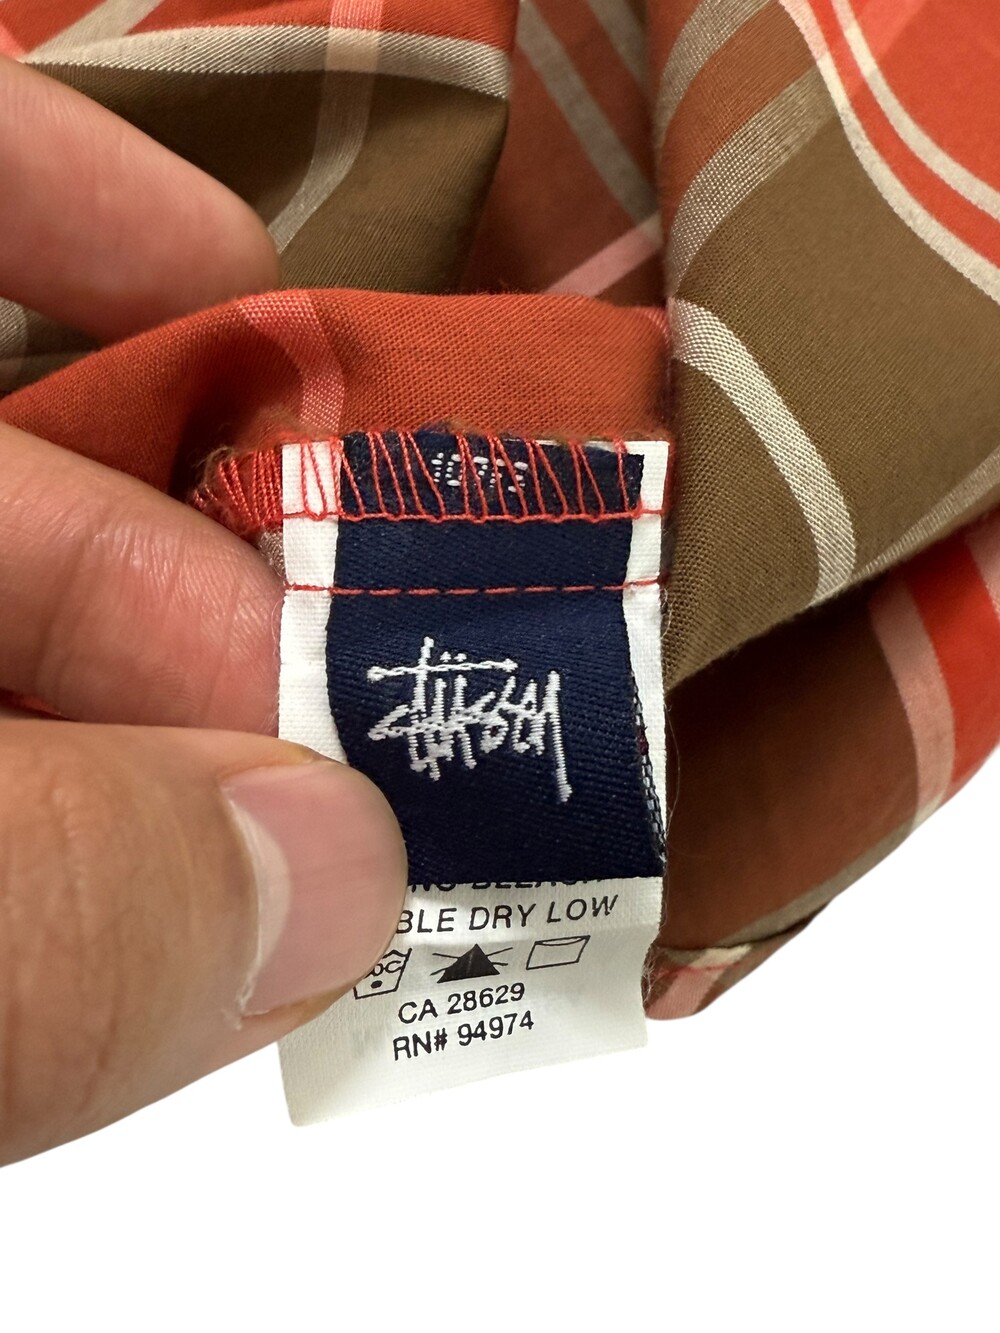 Stüssy
BLE DRY LOW
CA 28629
RN# 94974